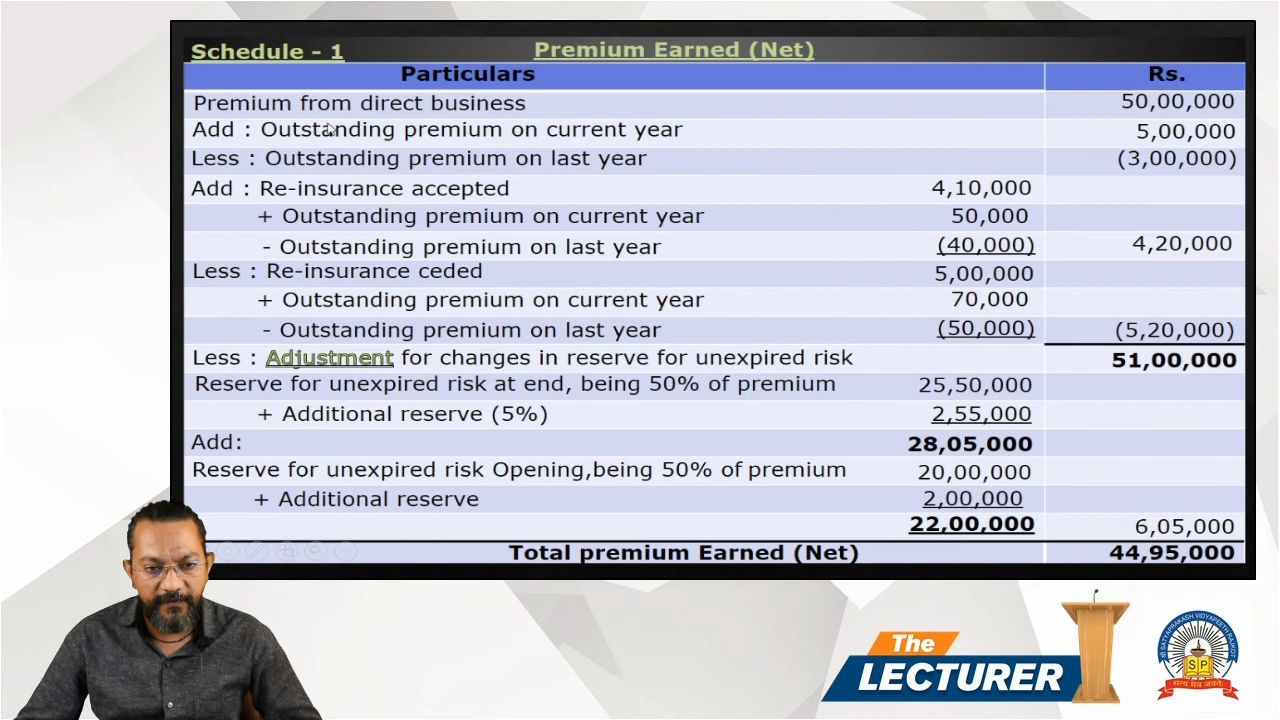 Schedule - 1 Premium Earned (Net)
Particulars Rs.
Premium from direct business 50,00,000
Add : Outstanding premium on current year 5,00,000
Less : Outstanding premium on last year (3,00,000)
Add : Re-insurance accepted 4,10,000
+ Outstanding premium on current year 50,000
- Outstanding premium on last year (40,000) 4,20,000
Less : Re-insurance ceded 5,00,000
+ Outstanding premium on current year 70,000
- Outstanding premium on last year (50,000) (5,20,000)
Less : Adjustment for changes in reserve for unexpired risk 51,00,000
Reserve for unexpired risk at end, being 50% of premium 25,50,000
+ Additional reserve (5%) 2,55,000
Add: 28,05,000
Reserve for unexpired risk Opening,being 50% of premium 20,00,000
+ Additional reserve 2,00,000
22,00,000 6,05,000
Total premium Earned (Net) 44,95,000
The
LECTURER
SP
सत्य मेव जयते